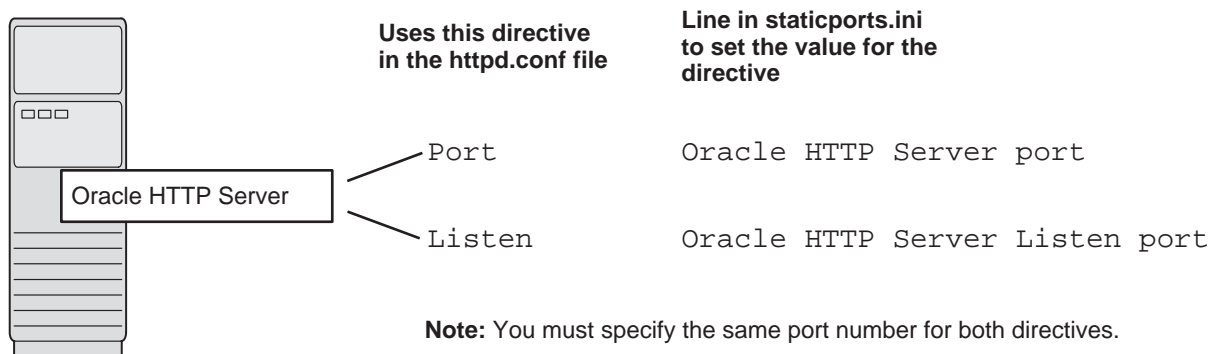 Uses this directive
in the httpd.conf file
Line in staticports.ini
to set the value for the
directive
Oracle HTTP Server
Port Oracle HTTP Server port
Listen Oracle HTTP Server Listen port
Note: You must specify the same port number for both directives.